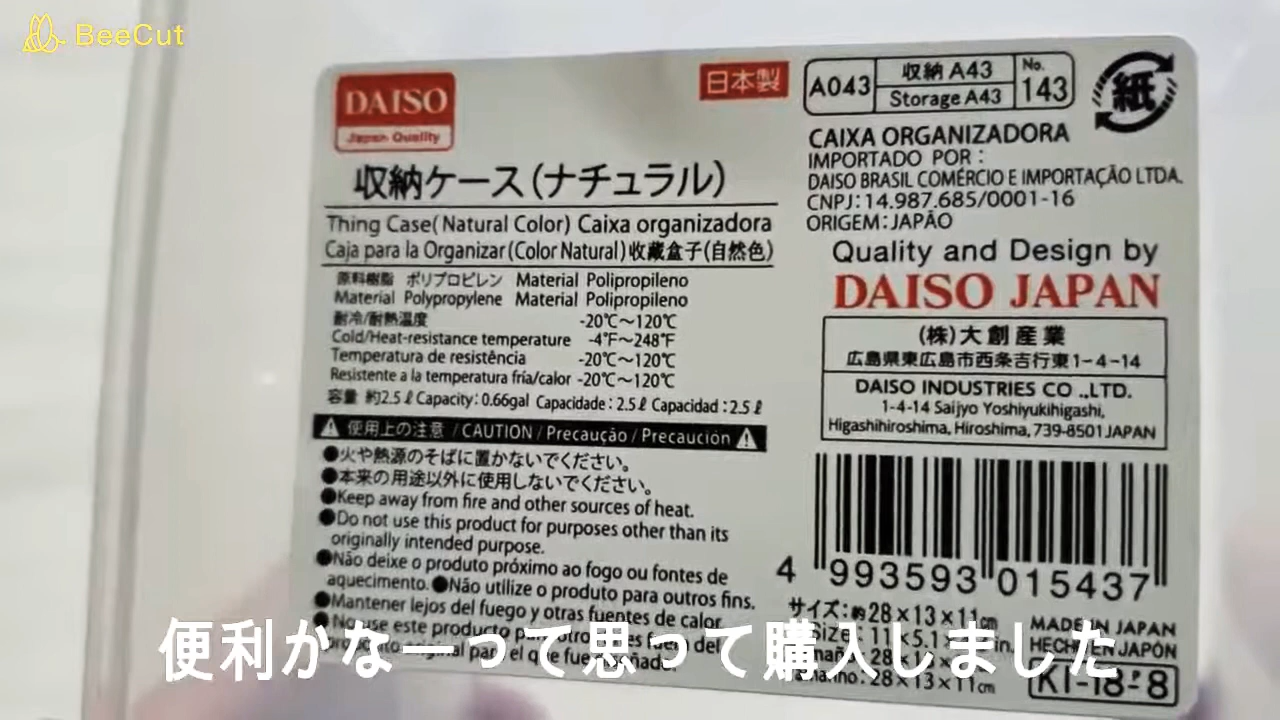 BeeCut
DAISO
Japan Quality
日本製
A043
収納 A43
Storage A43
No.
143
紙
収納ケース(ナチュラル)
Thing Case(Natural Color) Caixa organizadora
Caja para la Organizar(Color Natural)收藏盒子(自然色)
原料樹脂 ポリプロピレン Material Polipropileno
Material Polypropylene Material Polipropileno
耐冷/耐熱温度 -20℃～120℃
Cold/Heat-resistance temperature -4°F～248°F
Temperatura de resistência -20℃～120℃
Resistente a la temperatura fría/calor -20℃～120℃
容量 約2.5ℓ Capacity:0.66gal Capacidade:2.5ℓ Capacidad:2.5ℓ
使用上の注意 / CAUTION / Precaução / Precaución
●火や熱源のそばに置かないでください。
●本来の用途以外に使用しないでください。
●Keep away from fire and other sources of heat.
●Do not use this product for purposes other than its
originally intended purpose.
●Não deixe o produto próximo ao fogo ou fontes de
aquecimento.●Não utilize o produto para outros fins.
●Mantener lejos del fuego y otras fuentes de calor.
●No use este producto para otros fines fuera del
CAIXA ORGANIZADORA
IMPORTADO POR:
DAISO BRASIL COMÉRCIO E IMPORTAÇÃO LTDA.
CNPJ:14.987.685/0001-16
ORIGEM:JAPÃO
Quality and Design by
DAISO JAPAN
(株)大創産業
広島県東広島市西条吉行東1-4-14
DAISO INDUSTRIES CO .,LTD.
1-4-14 Saijyo Yoshiyukihigashi,
Higashihiroshima, Hiroshima, 739-8501 JAPAN
4 993593 015437
サイズ:約28×13×11cm
MADE IN JAPAN
HECHO EN JAPÓN
28×13×11cm
KT-18-P-8
便利かなーって思って購入しました